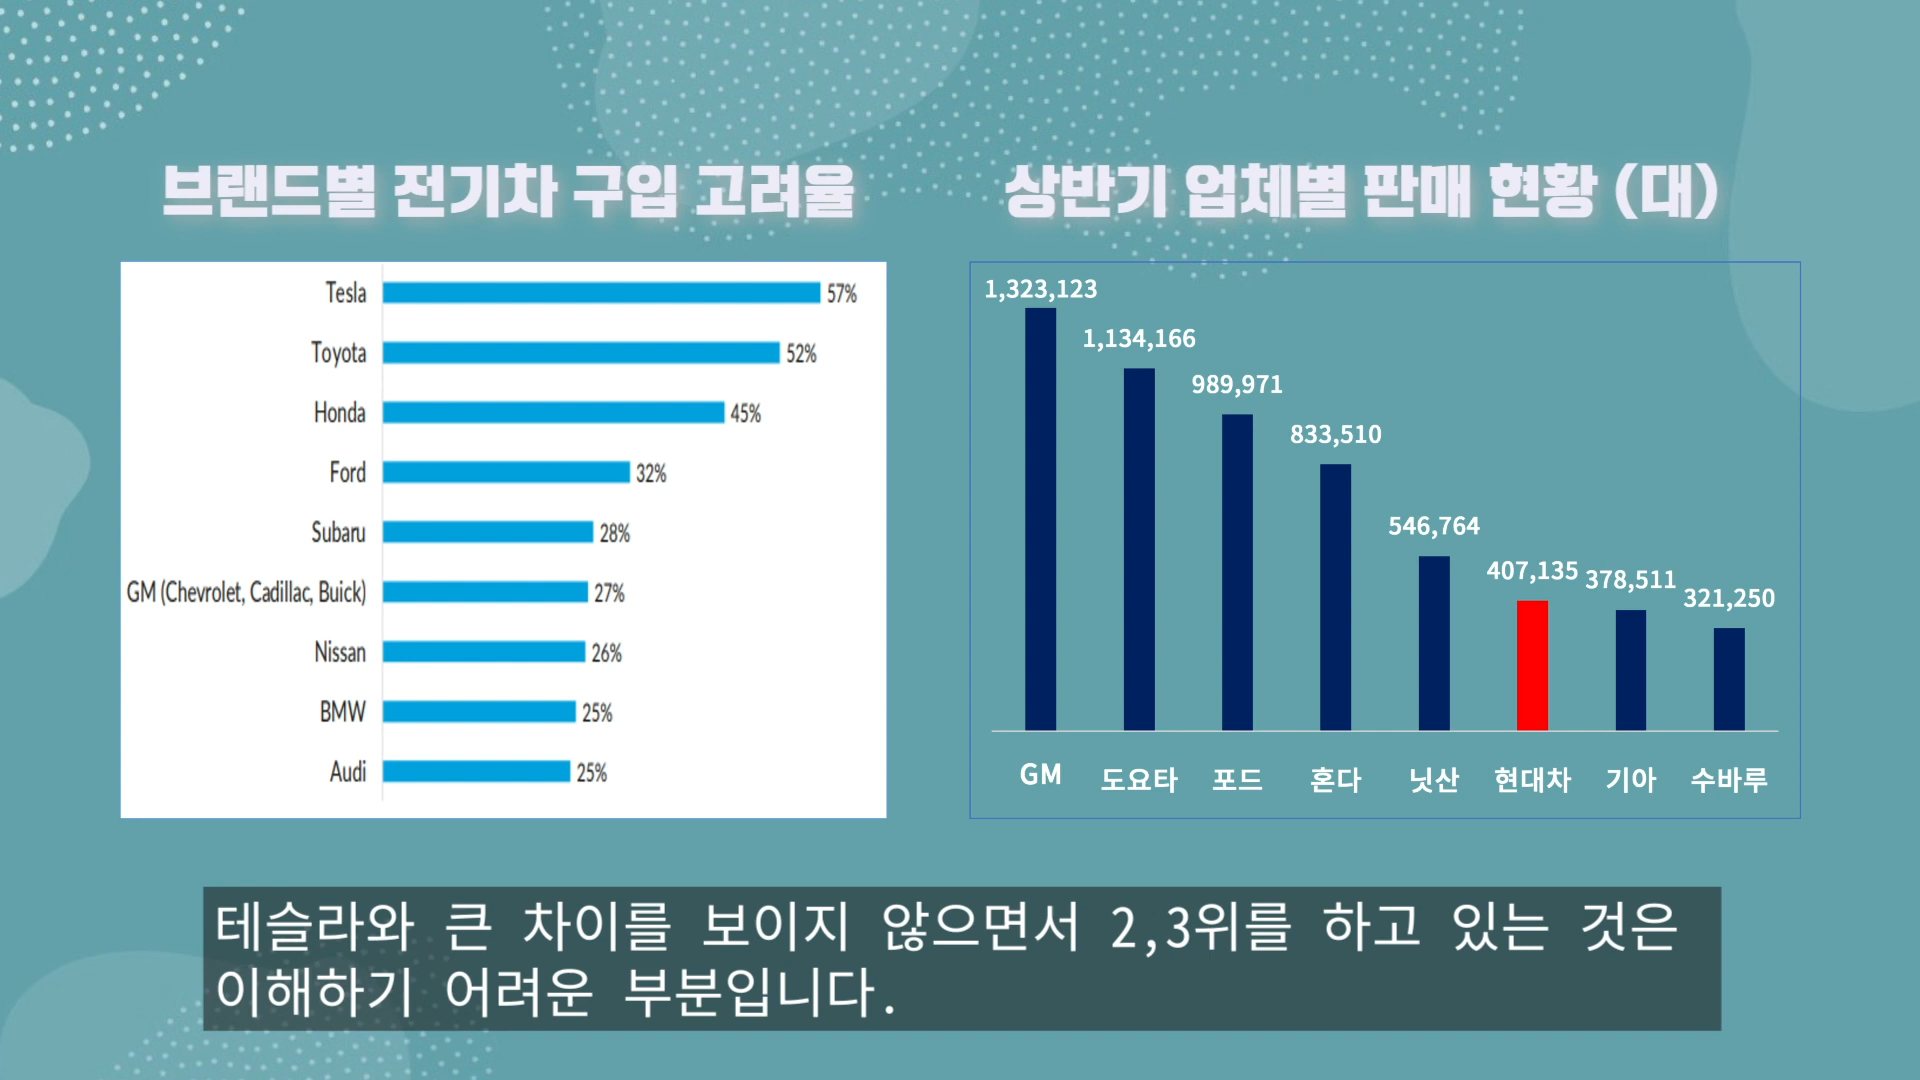 브랜드별 전기차 구입 고려율
Tesla 57%
Toyota 52%
Honda 45%
Ford 32%
Subaru 28%
GM (Chevrolet, Cadillac, Buick) 27%
Nissan 26%
BMW 25%
Audi 25%
상반기 업체별 판매 현황 (대)
1,323,123
1,134,166
989,971
833,510
546,764
407,135
378,511
321,250
GM 도요타 포드 혼다 닛산 현대차 기아 수바루
테슬라와 큰 차이를 보이지 않으면서 2,3위를 하고 있는 것은
이해하기 어려운 부분입니다.